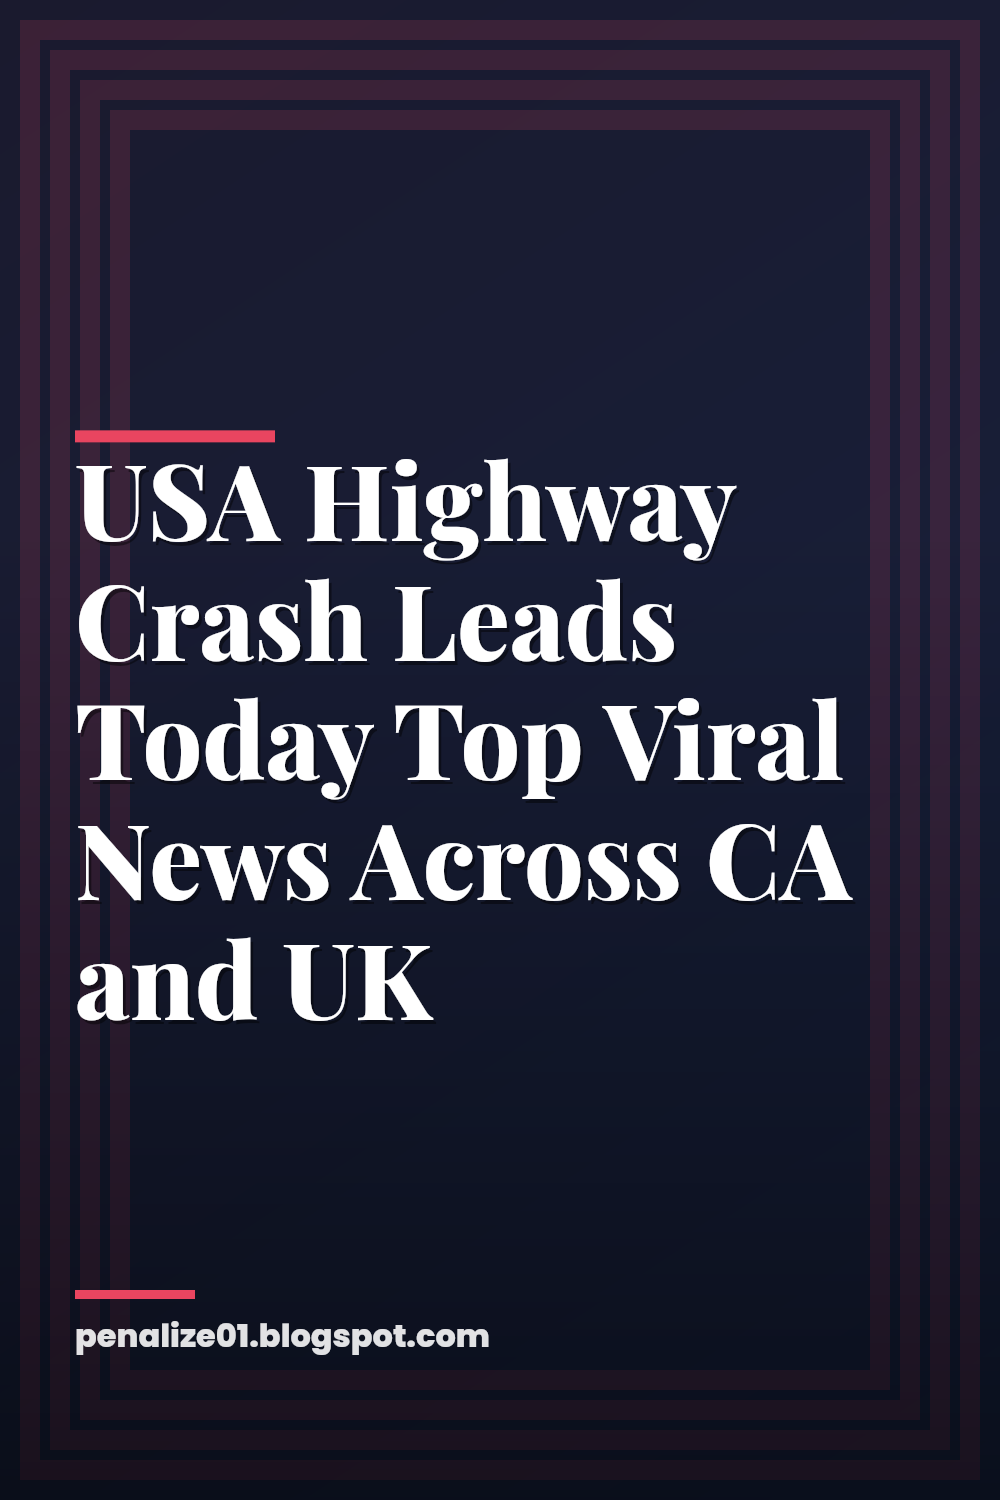 USA Highway
Crash Leads
Today Top Viral
News Across CA
and UK
penalize01.blogspot.com